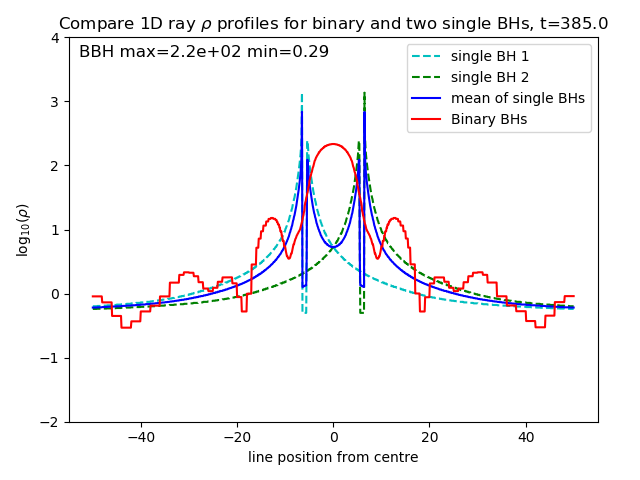 Compare 1D ray ρ profiles for binary and two single BHs, t=385.0
BBH max=2.2e+02 min=0.29
single BH 1
single BH 2
mean of single BHs
Binary BHs
log₁₀(ρ)
4
3
2
1
0
−1
−2
−40 −20 0 20 40
line position from centre